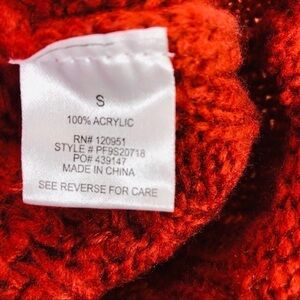 S
100% ACRYLIC
RN# 120951
STYLE # PF9S20718
PO# 439147
MADE IN CHINA
SEE REVERSE FOR CARE